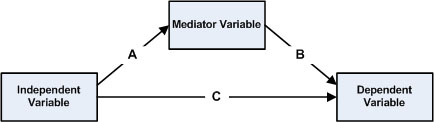 Mediator Variable
A
B
Independent
Variable
C
Dependent
Variable